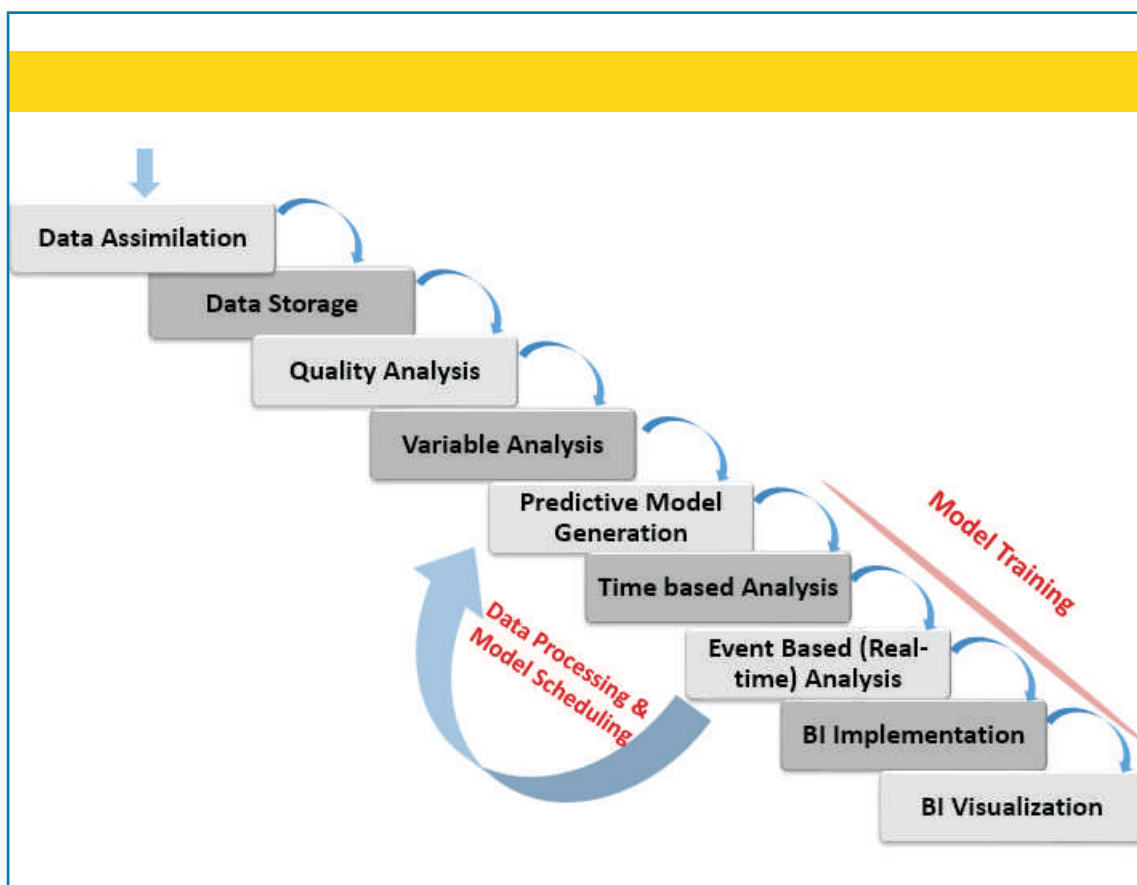 Data Assimilation
Data Storage
Quality Analysis
Variable Analysis
Predictive Model
Generation
Time based Analysis
Event Based (Real-
time) Analysis
BI Implementation
BI Visualization
Model Training
Data Processing &
Model Scheduling